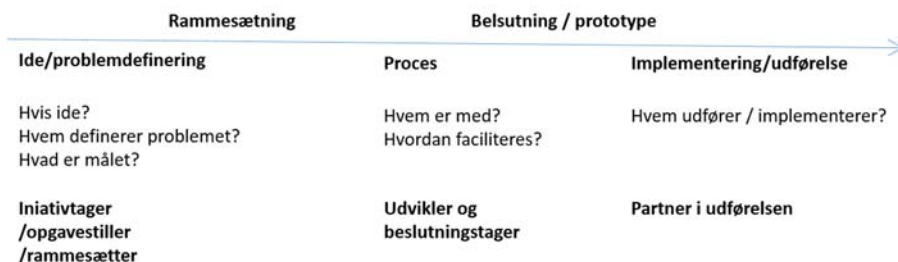 Rammesætning
Belsutning / prototype
Ide/problemdefinering
Proces
Implementering/udførelse
Hvis ide?
Hvem definerer problemet?
Hvad er målet?
Hvem er med?
Hvordan faciliteres?
Hvem udfører / implementerer?
Iniativtager
/opgavestiller
/rammesætter
Udvikler og
beslutningstager
Partner i udførelsen